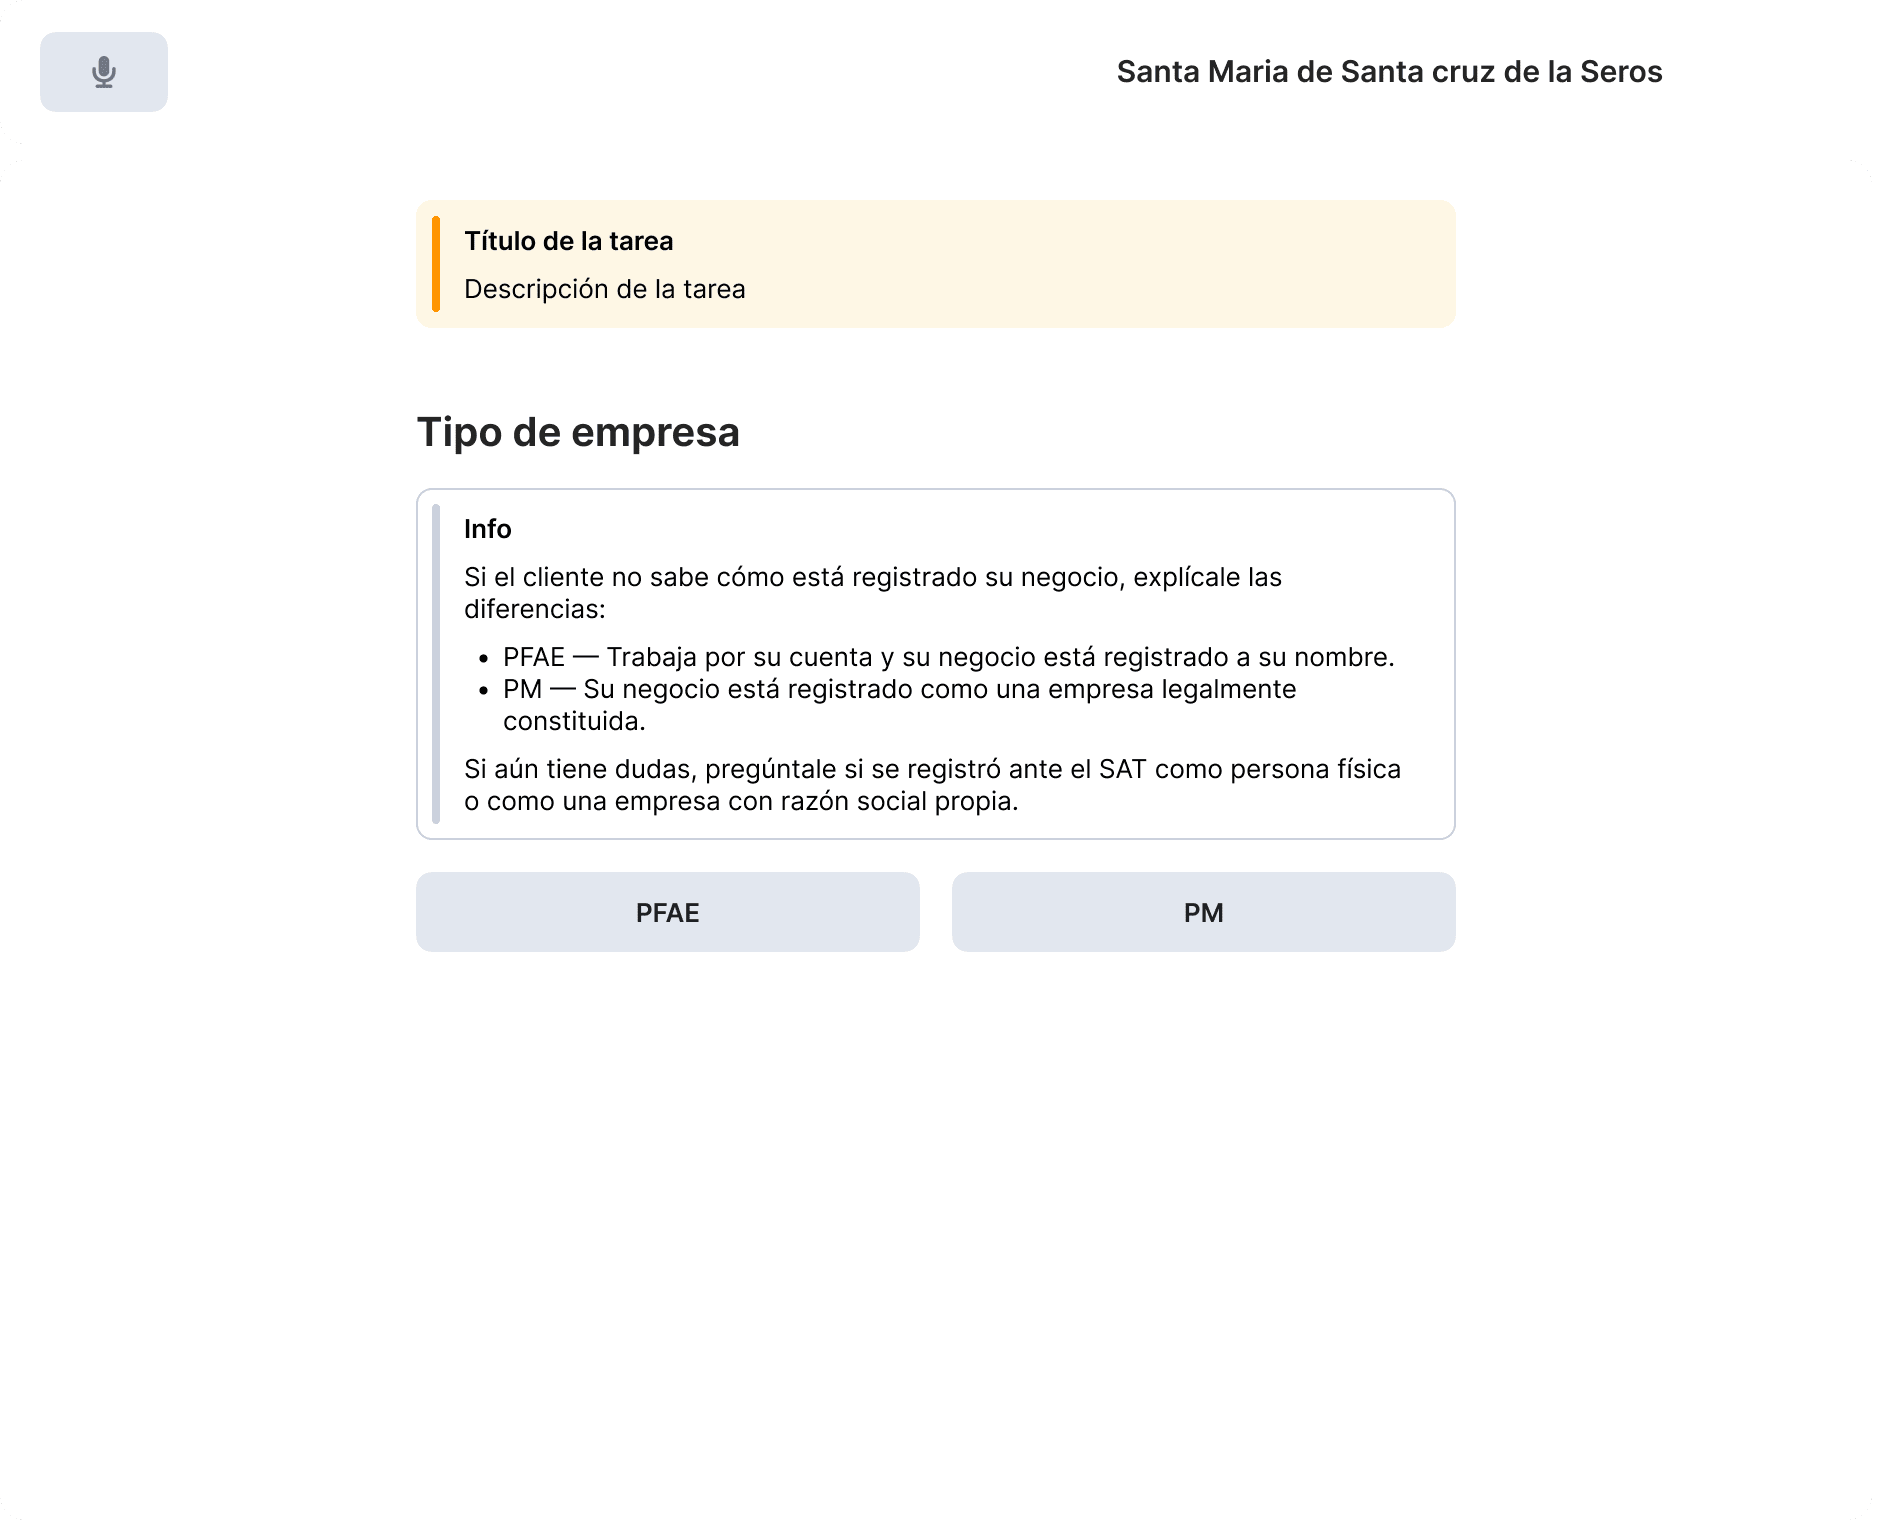 Santa Maria de Santa cruz de la Seros
Título de la tarea
Descripción de la tarea
Tipo de empresa
Info
Si el cliente no sabe cómo está registrado su negocio, explícale las
diferencias:
• PFAE — Trabaja por su cuenta y su negocio está registrado a su nombre.
• PM — Su negocio está registrado como una empresa legalmente
constituida.
Si aún tiene dudas, pregúntale si se registró ante el SAT como persona física
o como una empresa con razón social propia.
PFAE
PM